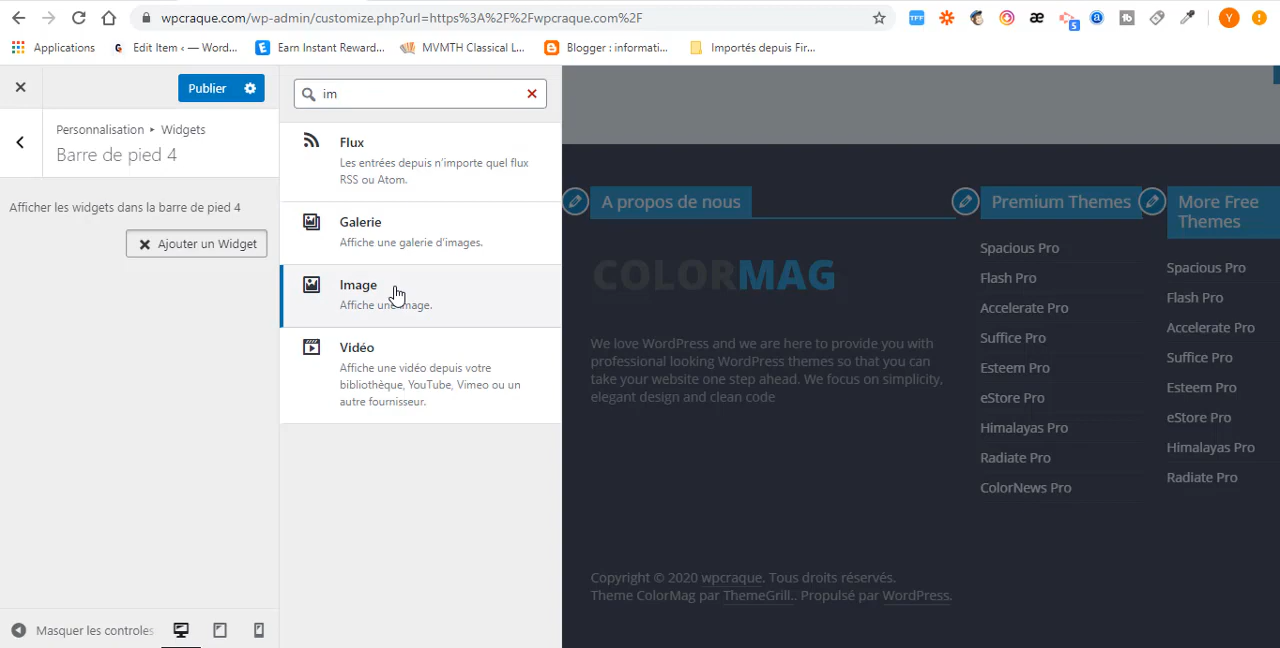 wpcraque.com/wp-admin/customize.php?url=https%3A%2F%2Fwpcraque.com%2F
TFF
æ
5
a
tb
Y
Applications
G
Edit Item ‹ — Word...
E
Earn Instant Reward...
MVMTH Classical L...
Blogger : informati...
Importés depuis Fir...
Publier
Personnalisation ▸ Widgets
Barre de pied 4
Afficher les widgets dans la barre de pied 4
Ajouter un Widget
Masquer les controles
im
Flux
Les entrées depuis n’importe quel flux
RSS ou Atom.
Galerie
Affiche une galerie d’images.
Image
Affiche une image.
Vidéo
Affiche une vidéo depuis votre
bibliothèque, YouTube, Vimeo ou un
autre fournisseur.
A propos de nous
COLORMAG
We love WordPress and we are here to provide you with
professional looking WordPress themes so that you can
take your website one step ahead. We focus on simplicity,
elegant design and clean code
Premium Themes
Spacious Pro
Flash Pro
Accelerate Pro
Suffice Pro
Esteem Pro
eStore Pro
Himalayas Pro
Radiate Pro
ColorNews Pro
More Free
Themes
Spacious Pro
Flash Pro
Accelerate Pro
Suffice Pro
Esteem Pro
eStore Pro
Himalayas Pro
Radiate Pro
Copyright © 2020 wpcraque. Tous droits réservés.
Theme ColorMag par ThemeGrill.. Propulsé par WordPress.